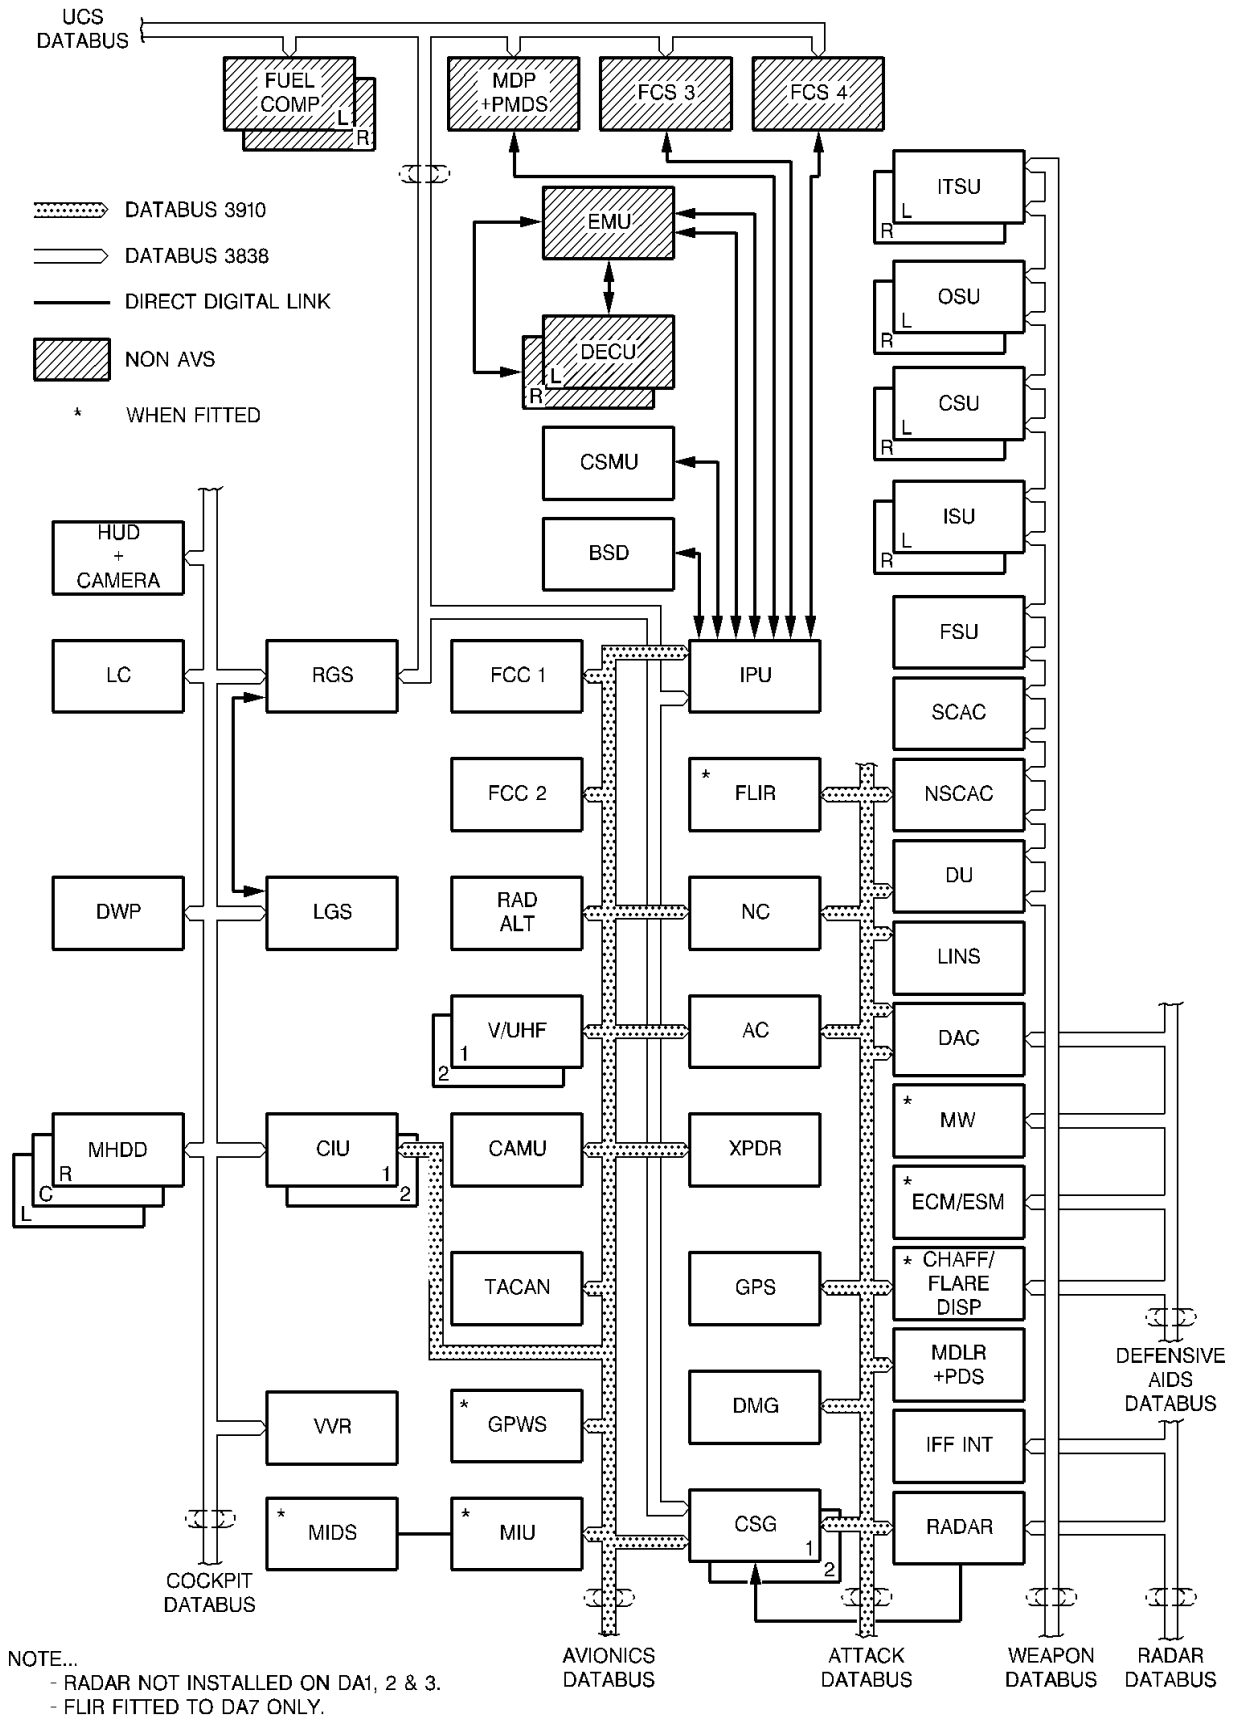 UCS
DATABUS
FUEL
COMP
L
R
MDP
+PMDS
FCS 3
FCS 4
DATABUS 3910
DATABUS 3838
DIRECT DIGITAL LINK
NON AVS
* WHEN FITTED
EMU
DECU
L
R
CSMU
BSD
ITSU
L
R
OSU
L
R
CSU
L
R
ISU
L
R
HUD
+
CAMERA
LC
RGS
FCC 1
IPU
FSU
SCAC
FCC 2
* FLIR
NSCAC
DU
DWP
LGS
RAD
ALT
NC
LINS
V/UHF
1
2
AC
DAC
* MW
MHDD
R
C
L
CIU
1
2
CAMU
XPDR
* ECM/ESM
TACAN
GPS
* CHAFF/
FLARE
DISP
MDLR
+PDS
DEFENSIVE
AIDS
DATABUS
VVR
* GPWS
DMG
IFF INT
* MIDS
* MIU
CSG
1
2
RADAR
COCKPIT
DATABUS
AVIONICS
DATABUS
ATTACK
DATABUS
WEAPON
DATABUS
RADAR
DATABUS
NOTE...
- RADAR NOT INSTALLED ON DA1, 2 & 3.
- FLIR FITTED TO DA7 ONLY.